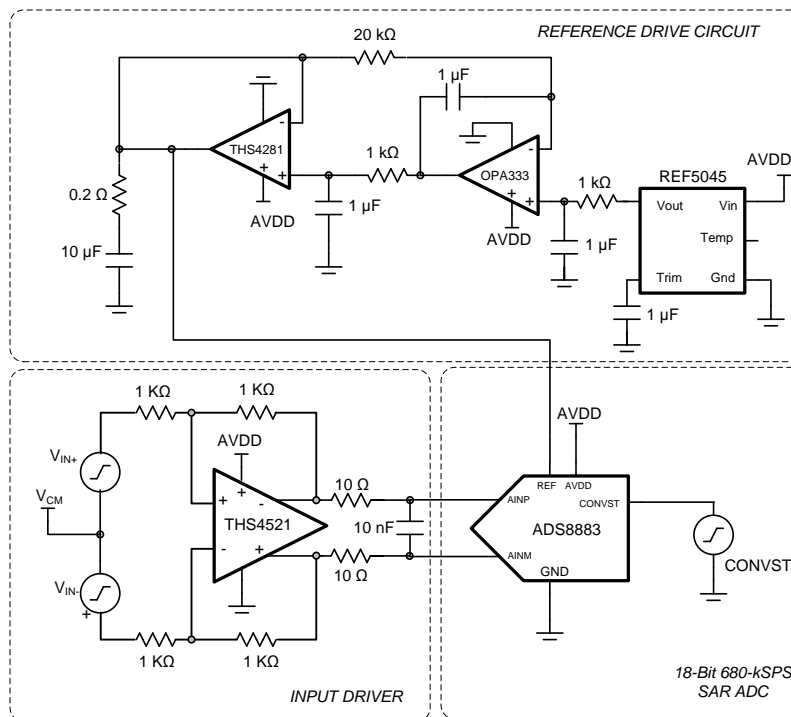 REFERENCE DRIVE CIRCUIT
20 kΩ
1 µF
-
THS4281
+
+
AVDD
1 kΩ
1 µF
-
OPA333
+
+
AVDD
1 kΩ
1 µF
REF5045
AVDD
Vout
Vin
Temp
Trim
Gnd
1 µF
0.2 Ω
10 µF
1 KΩ
1 KΩ
VIN+
VCM
VIN-
+
AVDD
+
+
-
THS4521
-
+
10 Ω
10 nF
10 Ω
1 KΩ
1 KΩ
INPUT DRIVER
AVDD
REF
AVDD
CONVST
AINP
ADS8883
AINM
GND
CONVST
18-Bit 680-kSPS
SAR ADC